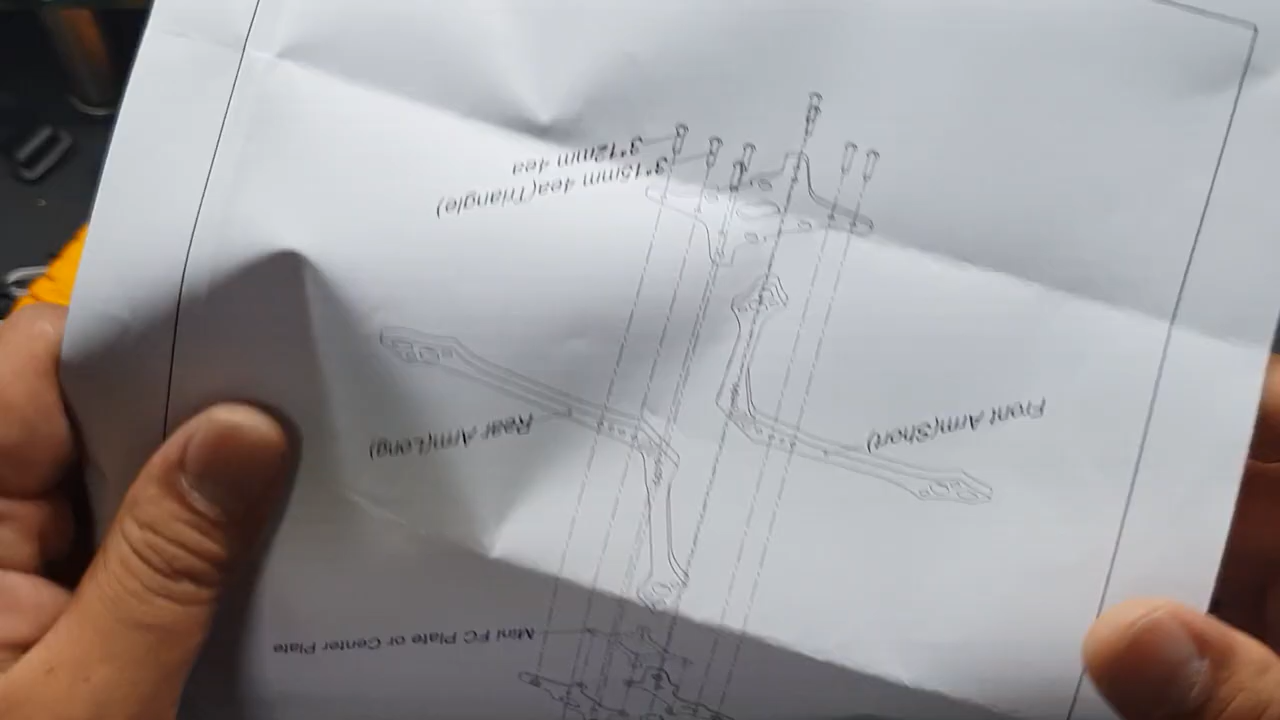 Mini FC Plate or Center Plate
Front Arm(Short)
Rear Arm(Long)
3*15mm 4ea(Triangle)
3*12mm 4ea